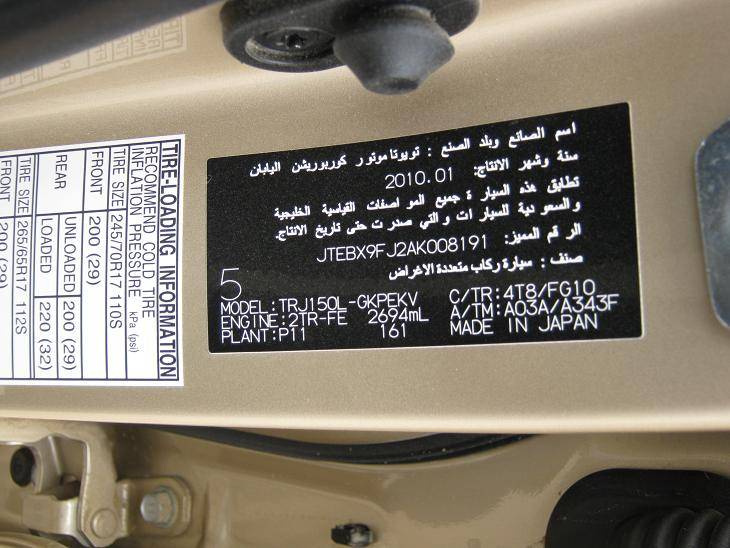 اسم الصانع وبلد الصنع : تويوتا موتور كوربوريشن اليابان
سنة وشهر الانتاج: 2010.01
تطابق هذه السيارة جميع المواصفات القياسية الخليجية
والسعودية للسيارات والتي صدرت حتى تاريخ الانتاج.
الرقم المميز: JTEBX9FJ2AK008191
صنف : سيارة ركاب متعددة الاغراض
5
MODEL:TRJ150L-GKPEKV C/TR:4T8/FG10
ENGINE:2TR-FE 2694mL A/TM:A03A/A343F
PLANT:P11 161 MADE IN JAPAN
TIRE-LOADING INFORMATION
RECOMMEND COLD TIRE
INFLATION PRESSURE kPa (psi)
TIRE SIZE 245/70R17 110S
FRONT 200 (29)
REAR UNLOADED 200 (29)
LOADED 220 (32)
TIRE SIZE 265/65R17 112S
FRONT 200 (29)